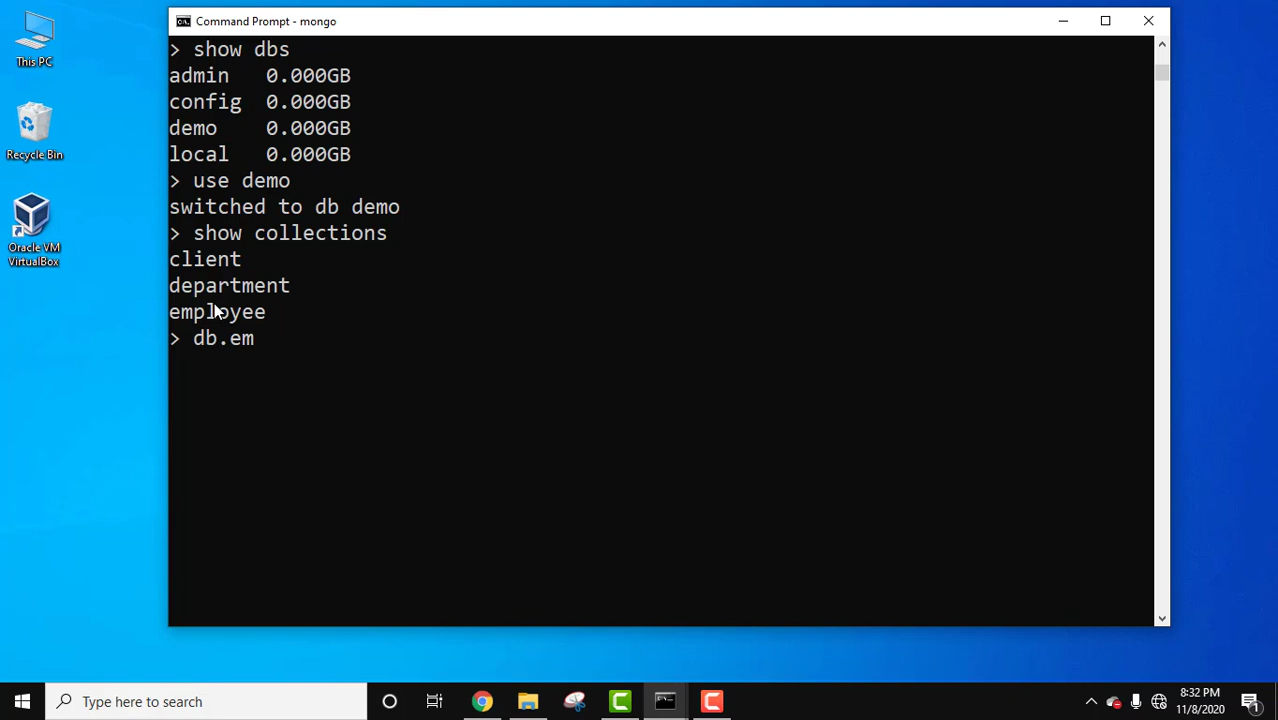 This PC
Recycle Bin
Oracle VM
VirtualBox
Command Prompt - mongo
> show dbs
admin   0.000GB
config  0.000GB
demo    0.000GB
local   0.000GB
> use demo
switched to db demo
> show collections
client
department
employee
> db.em
Type here to search
8:32 PM
11/8/2020
1